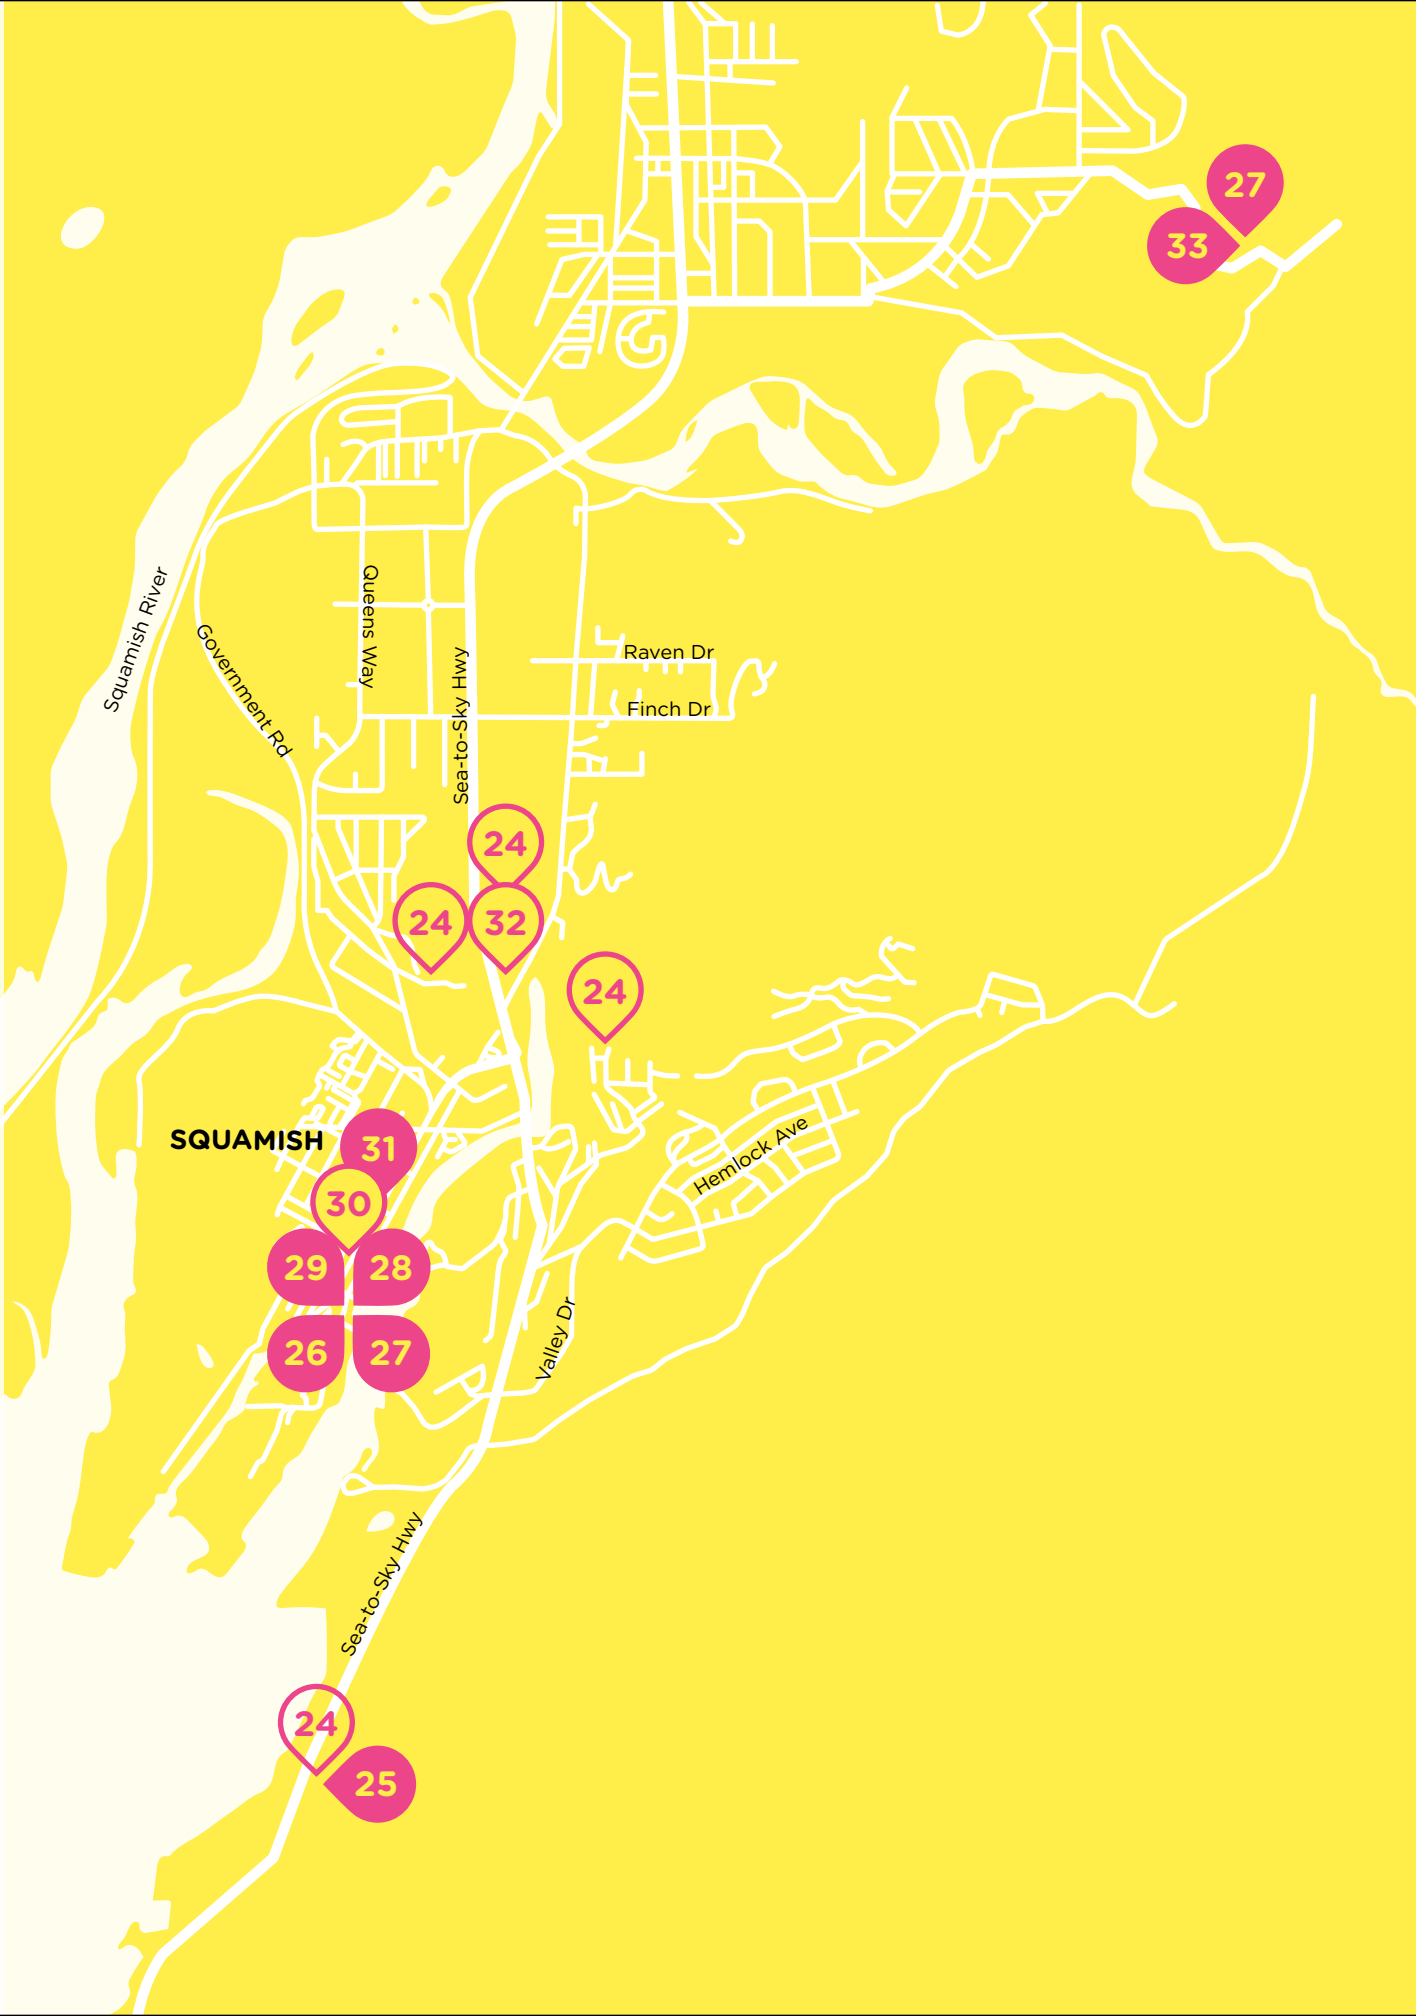 27
33
Squamish River
Government Rd
Queens Way
Sea-to-Sky Hwy
Raven Dr
Finch Dr
24
24
32
24
SQUAMISH
31
30
29
28
26
27
Hemlock Ave
Valley Dr
Sea-to-Sky Hwy
24
25